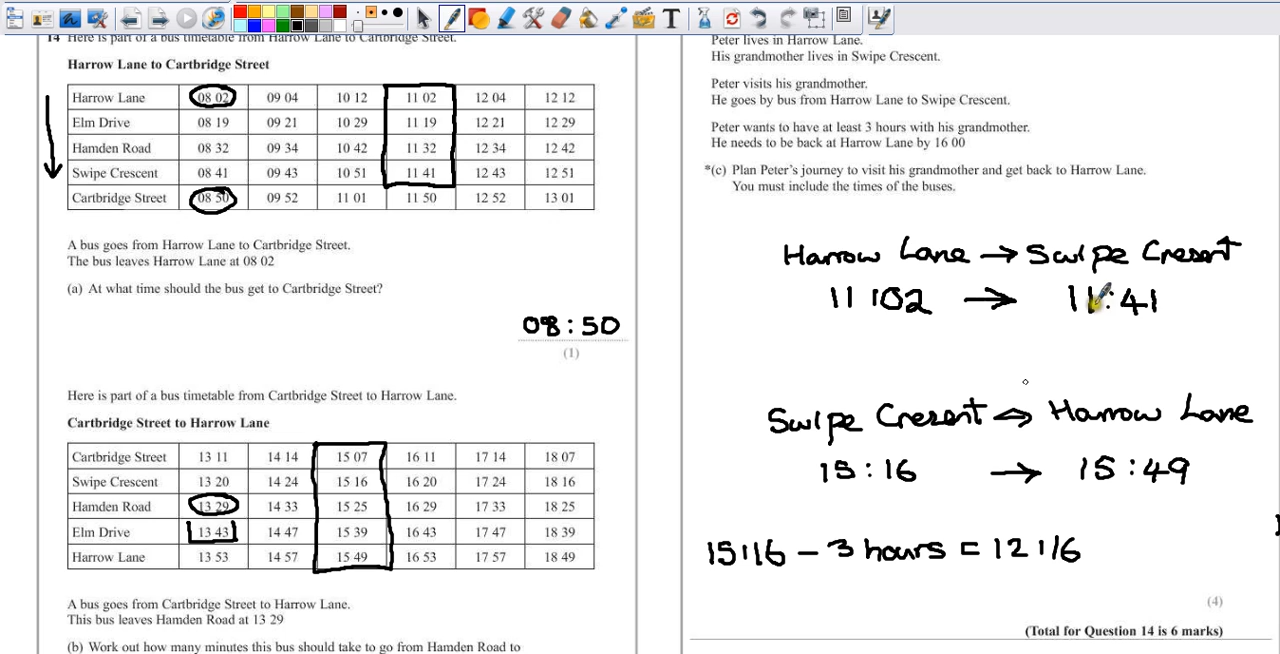 14 Here is part of a bus timetable from Harrow Lane to Cartbridge Street.
Harrow Lane to Cartbridge Street
Harrow Lane 08 02 09 04 10 12 11 02 12 04 12 12
Elm Drive 08 19 09 21 10 29 11 19 12 21 12 29
Hamden Road 08 32 09 34 10 42 11 32 12 34 12 42
Swipe Crescent 08 41 09 43 10 51 11 41 12 43 12 51
Cartbridge Street 08 50 09 52 11 01 11 50 12 52 13 01
A bus goes from Harrow Lane to Cartbridge Street.
The bus leaves Harrow Lane at 08 02
(a) At what time should the bus get to Cartbridge Street?
08:50
(1)
Here is part of a bus timetable from Cartbridge Street to Harrow Lane.
Cartbridge Street to Harrow Lane
Cartbridge Street 13 11 14 14 15 07 16 11 17 14 18 07
Swipe Crescent 13 20 14 24 15 16 16 20 17 24 18 16
Hamden Road 13 29 14 33 15 25 16 29 17 33 18 25
Elm Drive 13 43 14 47 15 39 16 43 17 47 18 39
Harrow Lane 13 53 14 57 15 49 16 53 17 57 18 49
A bus goes from Cartbridge Street to Harrow Lane.
This bus leaves Hamden Road at 13 29
(b) Work out how many minutes this bus should take to go from Hamden Road to
Peter lives in Harrow Lane.
His grandmother lives in Swipe Crescent.
Peter visits his grandmother.
He goes by bus from Harrow Lane to Swipe Crescent.
Peter wants to have at least 3 hours with his grandmother.
He needs to be back at Harrow Lane by 16 00
*(c) Plan Peter's journey to visit his grandmother and get back to Harrow Lane.
You must include the times of the buses.
Harrow Lane → Swipe Cresent
11:02 → 11:41
Swipe Cresent ⇒ Harrow Lane
15:16 → 15:49
15:16 - 3 hours = 12:16
(4)
(Total for Question 14 is 6 marks)